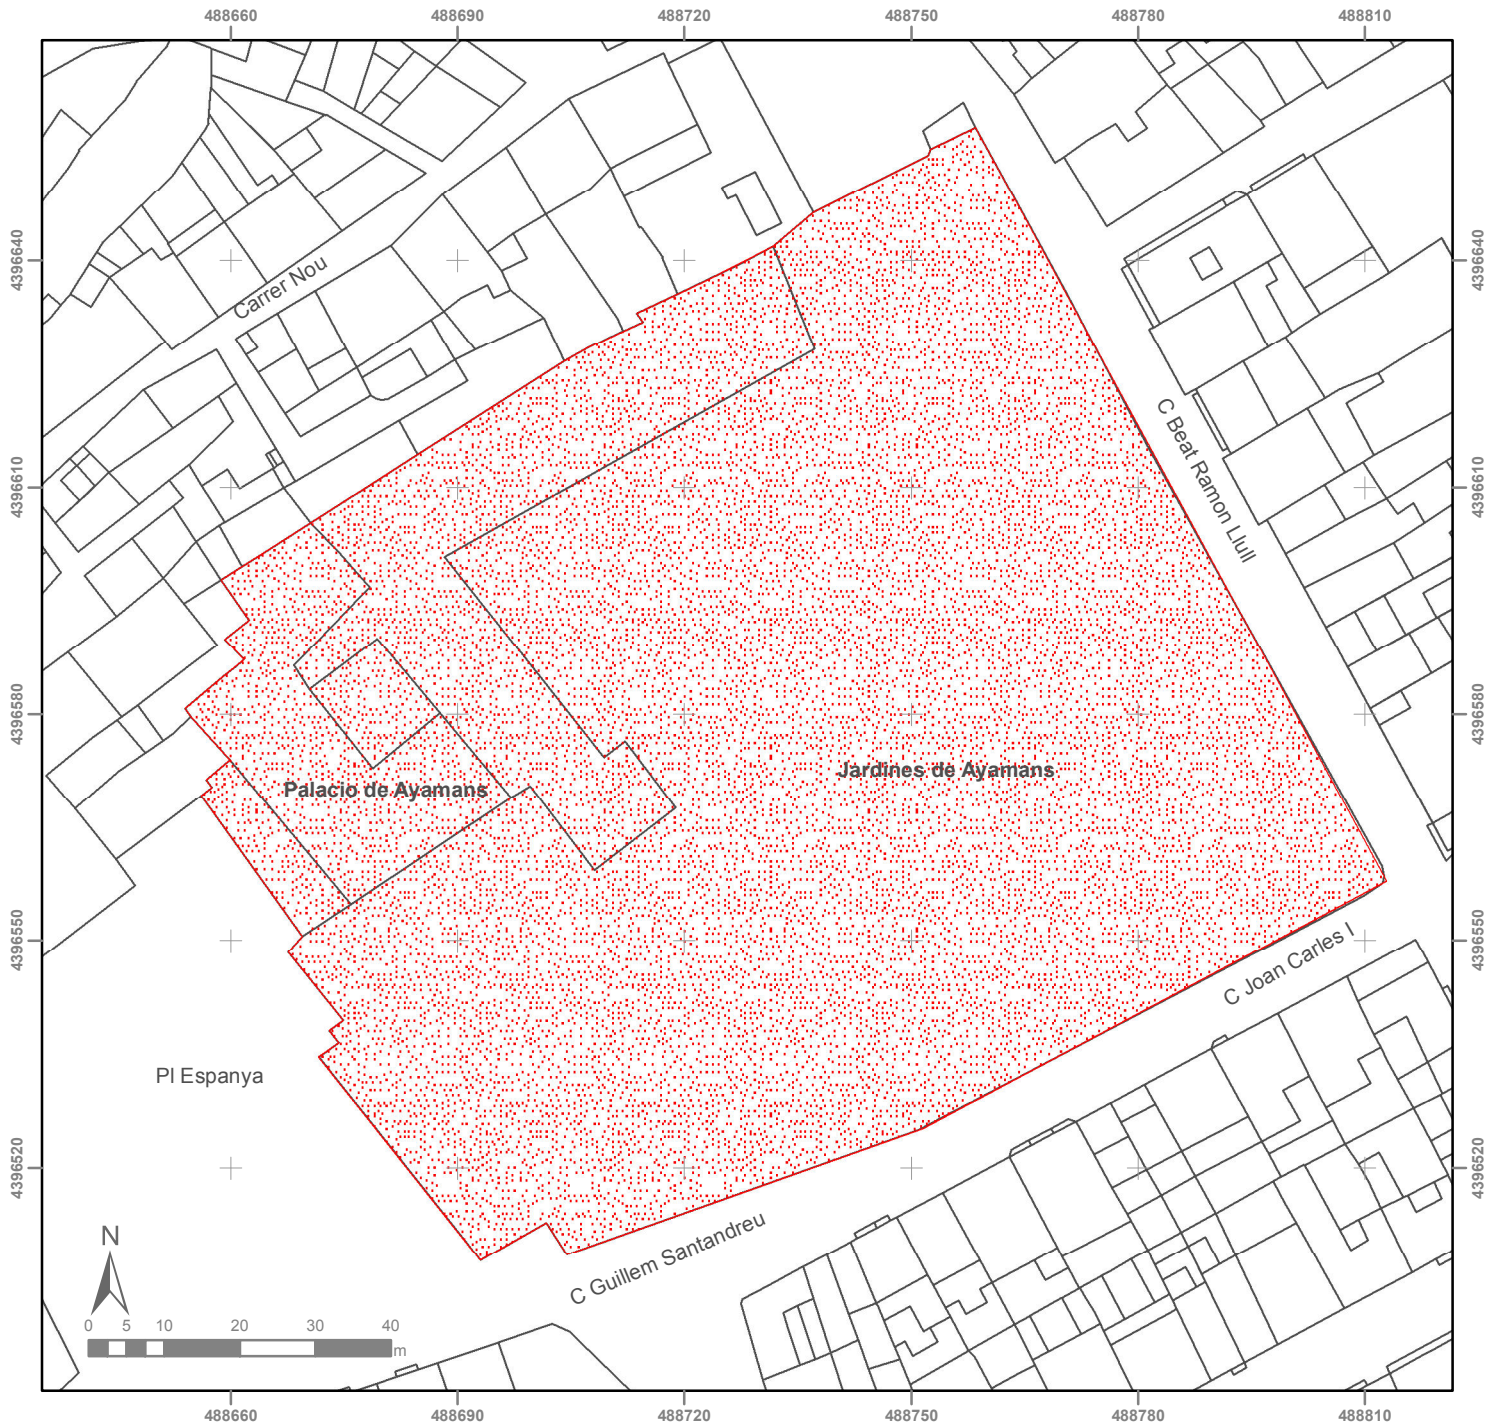 488660 488690 488720 488750 488780 488810
4396640 4396640
Carrer Nou
C Beat Ramon Llull
4396610 4396610
4396580 4396580
Jardines de Ayamans
Palacio de Ayamans
4396550 4396550
C Joan Carles I
Pl Espanya
4396520 4396520
C Guillem Santandreu
N
0 5 10 20 30 40
m
488660 488690 488720 488750 488780 488810